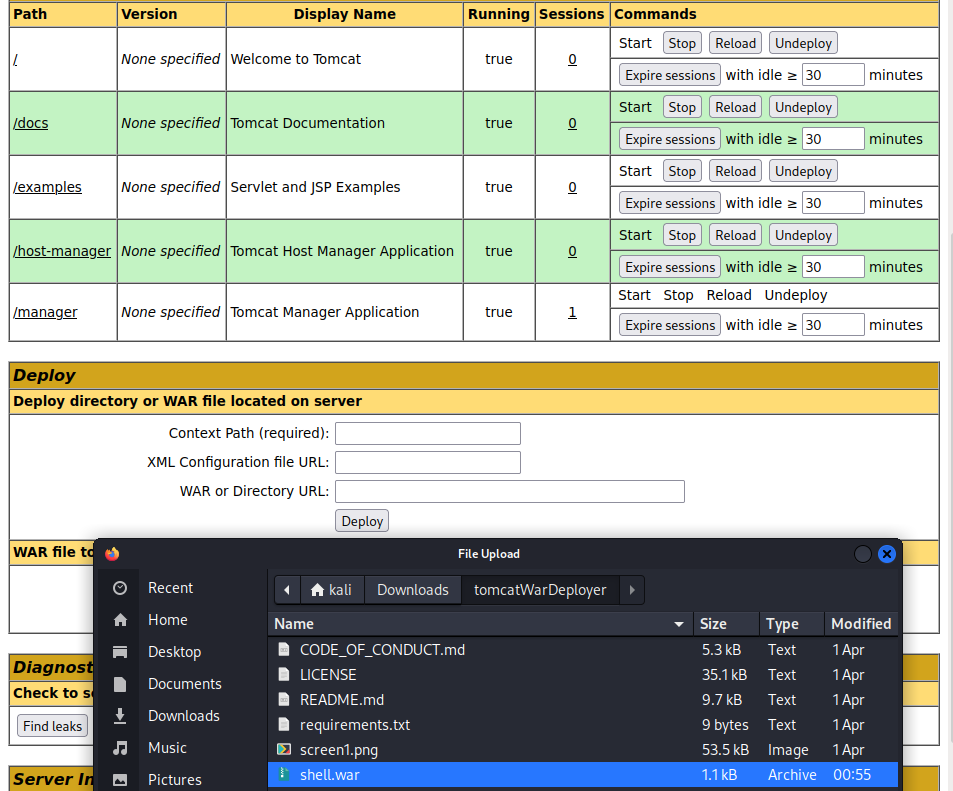 Path Version Display Name Running Sessions Commands
/ None specified Welcome to Tomcat true 0 Start Stop Reload Undeploy
Expire sessions with idle ≥ 30 minutes
/docs None specified Tomcat Documentation true 0 Start Stop Reload Undeploy
Expire sessions with idle ≥ 30 minutes
/examples None specified Servlet and JSP Examples true 0 Start Stop Reload Undeploy
Expire sessions with idle ≥ 30 minutes
/host-manager None specified Tomcat Host Manager Application true 0 Start Stop Reload Undeploy
Expire sessions with idle ≥ 30 minutes
/manager None specified Tomcat Manager Application true 1 Start Stop Reload Undeploy
Expire sessions with idle ≥ 30 minutes
Deploy
Deploy directory or WAR file located on server
Context Path (required):
XML Configuration file URL:
WAR or Directory URL:
Deploy
WAR file to
Diagnost
Check to s
Find leaks
Server In
File Upload
Recent
Home
Desktop
Documents
Downloads
Music
Pictures
kali Downloads tomcatWarDeployer
Name Size Type Modified
CODE_OF_CONDUCT.md 5.3 kB Text 1 Apr
LICENSE 35.1 kB Text 1 Apr
README.md 9.7 kB Text 1 Apr
requirements.txt 9 bytes Text 1 Apr
screen1.png 53.5 kB Image 1 Apr
shell.war 1.1 kB Archive 00:55